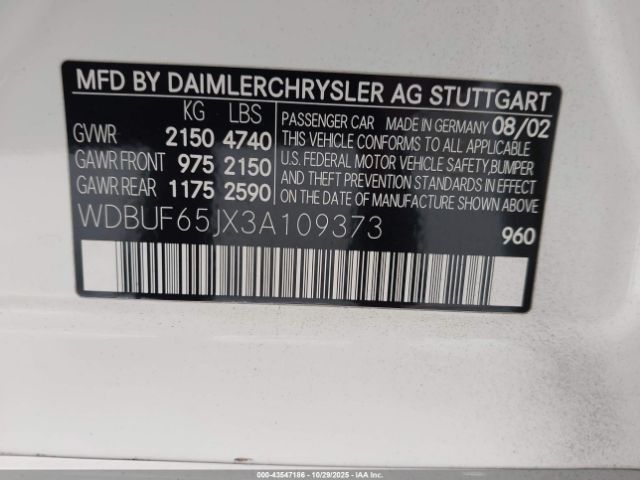 MFD BY DAIMLERCHRYSLER AG STUTTGART
KG LBS
GVWR 2150 4740
GAWR FRONT 975 2150
GAWR REAR 1175 2590
PASSENGER CAR MADE IN GERMANY 08/02
THIS VEHICLE CONFORMS TO ALL APPLICABLE
U.S. FEDERAL MOTOR VEHICLE SAFETY, BUMPER
AND THEFT PREVENTION STANDARDS IN EFFECT
ON THE DATE OF MANUFACTURE SHOWN ABOVE.
WDBUF65JX3A109373
960
000-43547186 10/29/2025 IAA Inc.